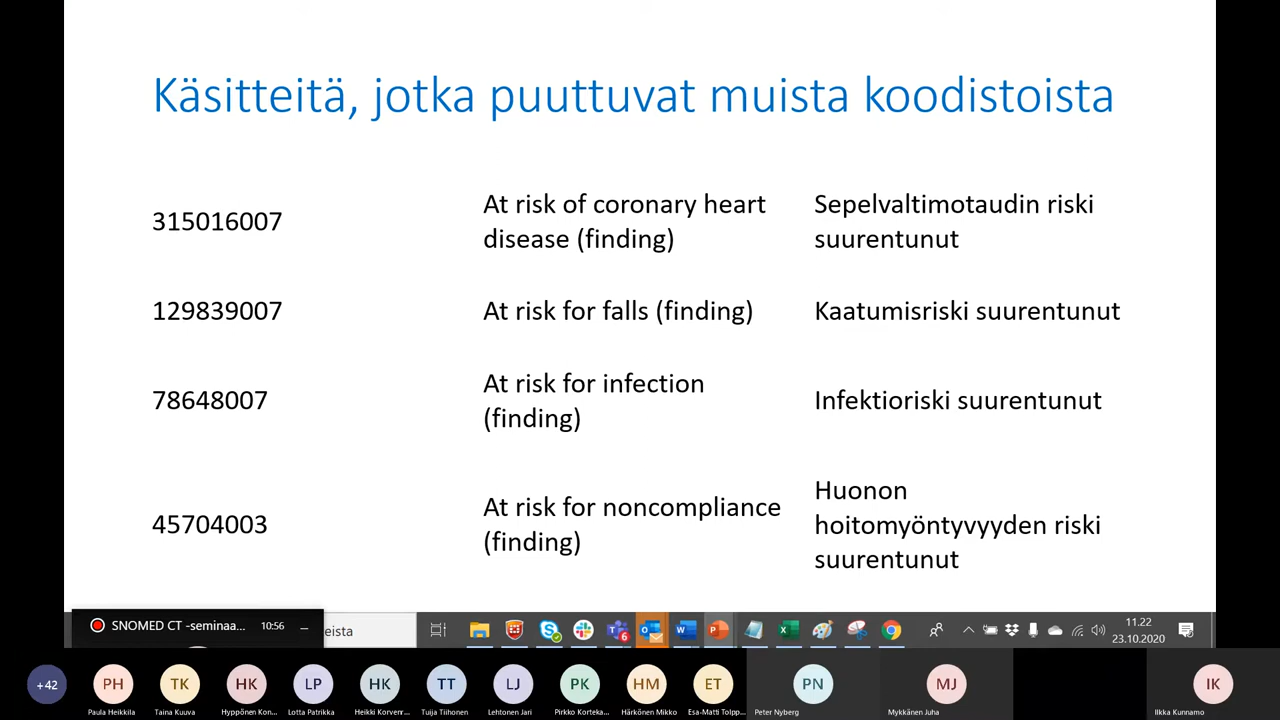 Käsitteitä, jotka puuttuvat muista koodistoista
315016007
At risk of coronary heart
disease (finding)
Sepelvaltimotaudin riski
suurentunut
129839007
At risk for falls (finding)
Kaatumisriski suurentunut
78648007
At risk for infection
(finding)
Infektioriski suurentunut
45704003
At risk for noncompliance
(finding)
Huonon
hoitomyöntyvyyden riski
suurentunut
SNOMED CT -seminaa...
10:56
eista
6
11.22
23.10.2020
+42
PH
TK
HK
LP
HK
TT
LJ
PK
HM
ET
PN
MJ
IK
Paula Heikkila
Taina Kuuva
Hyppönen Kon...
Lotta Patrikka
Heikki Korvenr...
Tuija Tiihonen
Lehtonen Jari
Pirkko Korteka...
Härkönen Mikko
Esa-Matti Tolpp...
Peter Nyberg
Mykkänen Juha
Ilkka Kunnamo